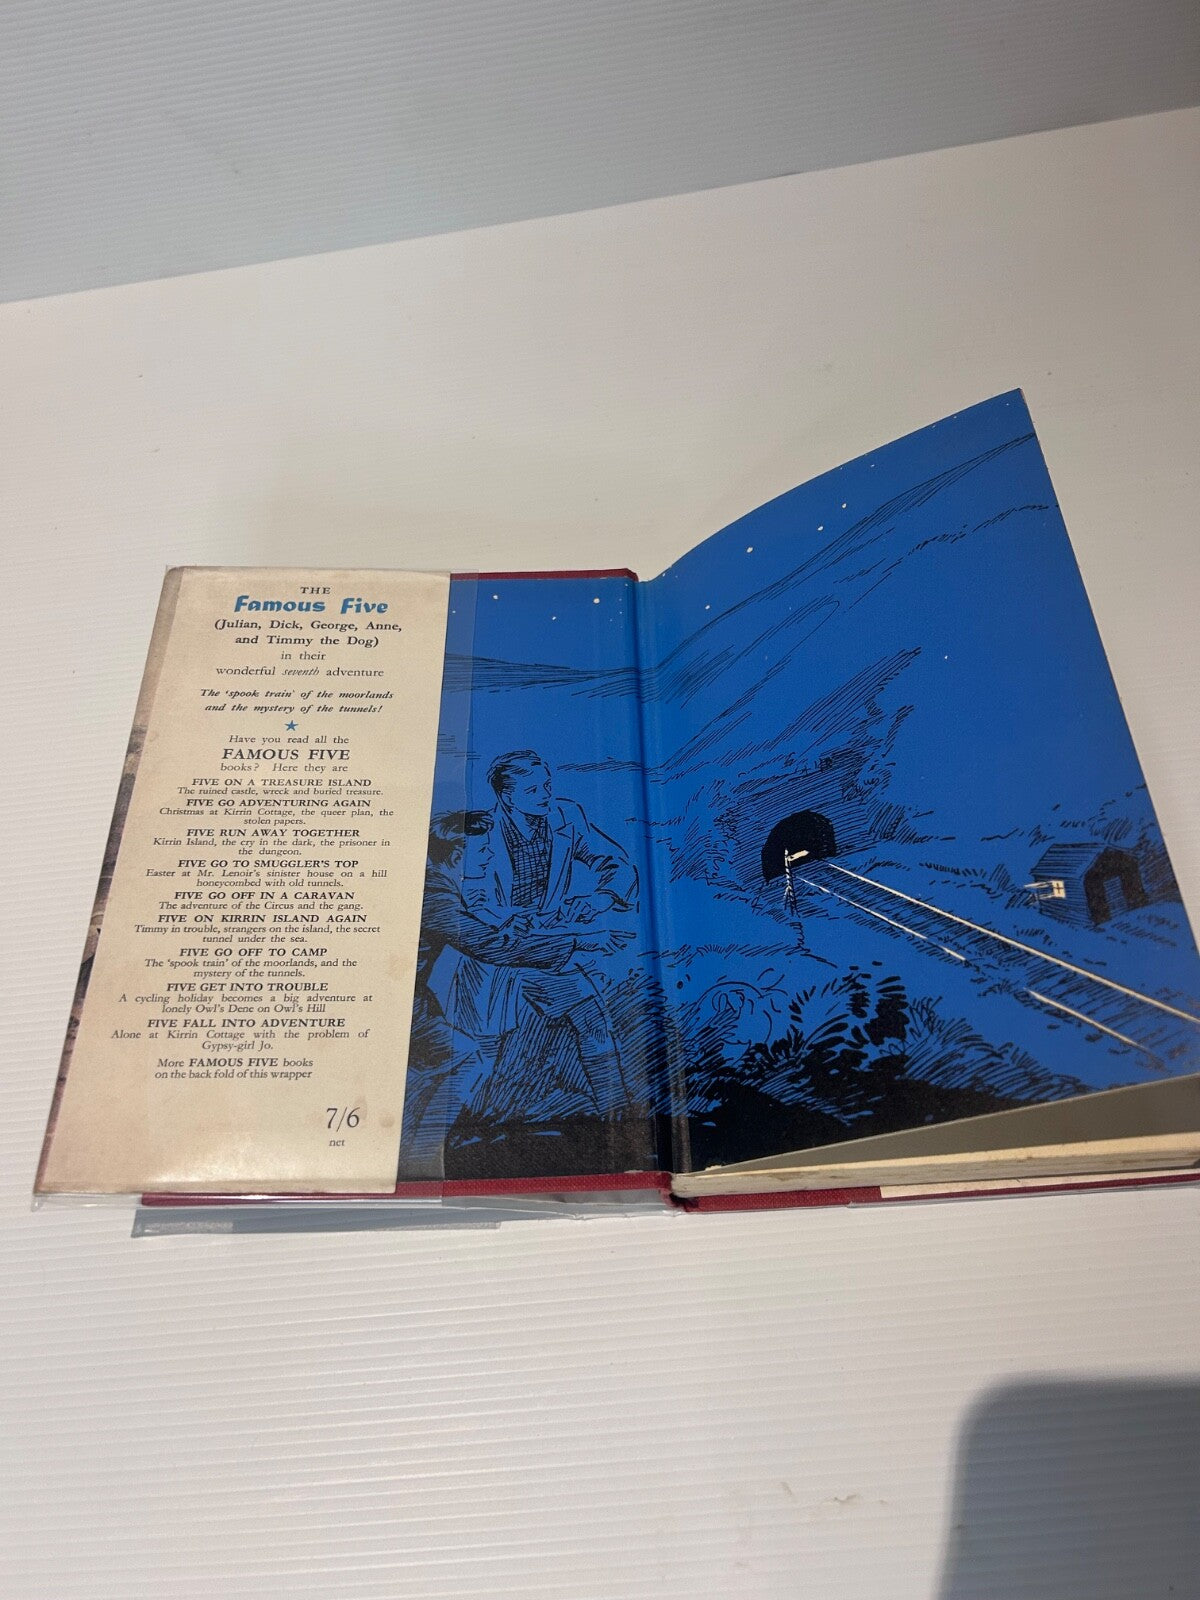 THE
Famous Five
(Julian, Dick, George, Anne,
and Timmy the Dog)
in their
wonderful seventh adventure
The 'spook train' of the moorlands
and the mystery of the tunnels!
Have you read all the
FAMOUS FIVE
books? Here they are
FIVE ON A TREASURE ISLAND
The ruined castle, wreck and buried treasure.
FIVE GO ADVENTURING AGAIN
Christmas at Kirrin Cottage, the queer plan, the
stolen papers.
FIVE RUN AWAY TOGETHER
Kirrin Island, the cry in the dark, the prisoner in
the dungeon.
FIVE GO TO SMUGGLER'S TOP
Easter at Mr. Lenoir's sinister house on a hill
honeycombed with old tunnels.
FIVE GO OFF IN A CARAVAN
The adventure of the Circus and the gang.
FIVE ON KIRRIN ISLAND AGAIN
Timmy in trouble, strangers on the island, the secret
tunnel under the sea.
FIVE GO OFF TO CAMP
The 'spook train' of the moorlands, and the
mystery of the tunnels.
FIVE GET INTO TROUBLE
A cycling holiday becomes a big adventure at
lonely Owl's Dene on Owl's Hill
FIVE FALL INTO ADVENTURE
Alone at Kirrin Cottage with the problem of
Gypsy-girl Jo.
More FAMOUS FIVE books
on the back fold of this wrapper
7/6
net